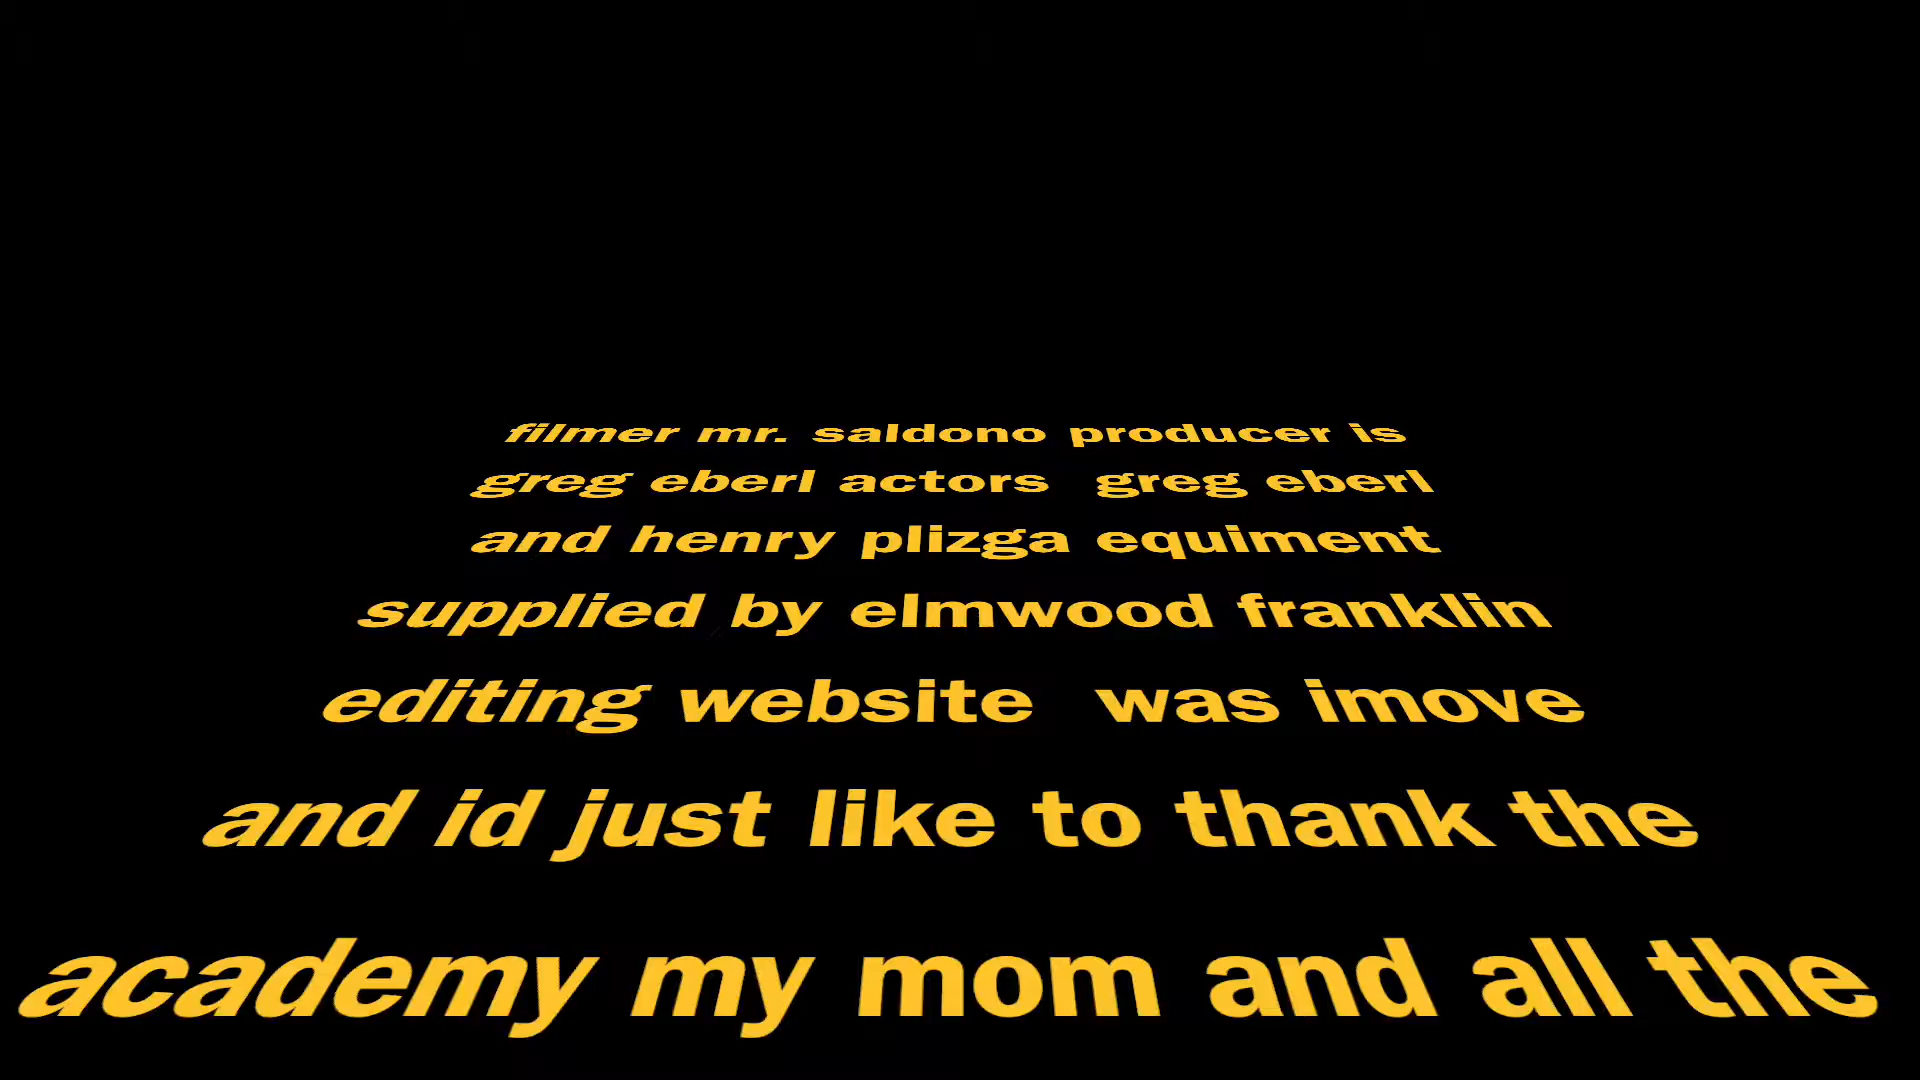 filmer mr. saldono producer is
greg eberl actors  greg eberl
and henry plizga equiment
supplied by elmwood franklin
editing website  was imove
and id just like to thank the
academy my mom and all the